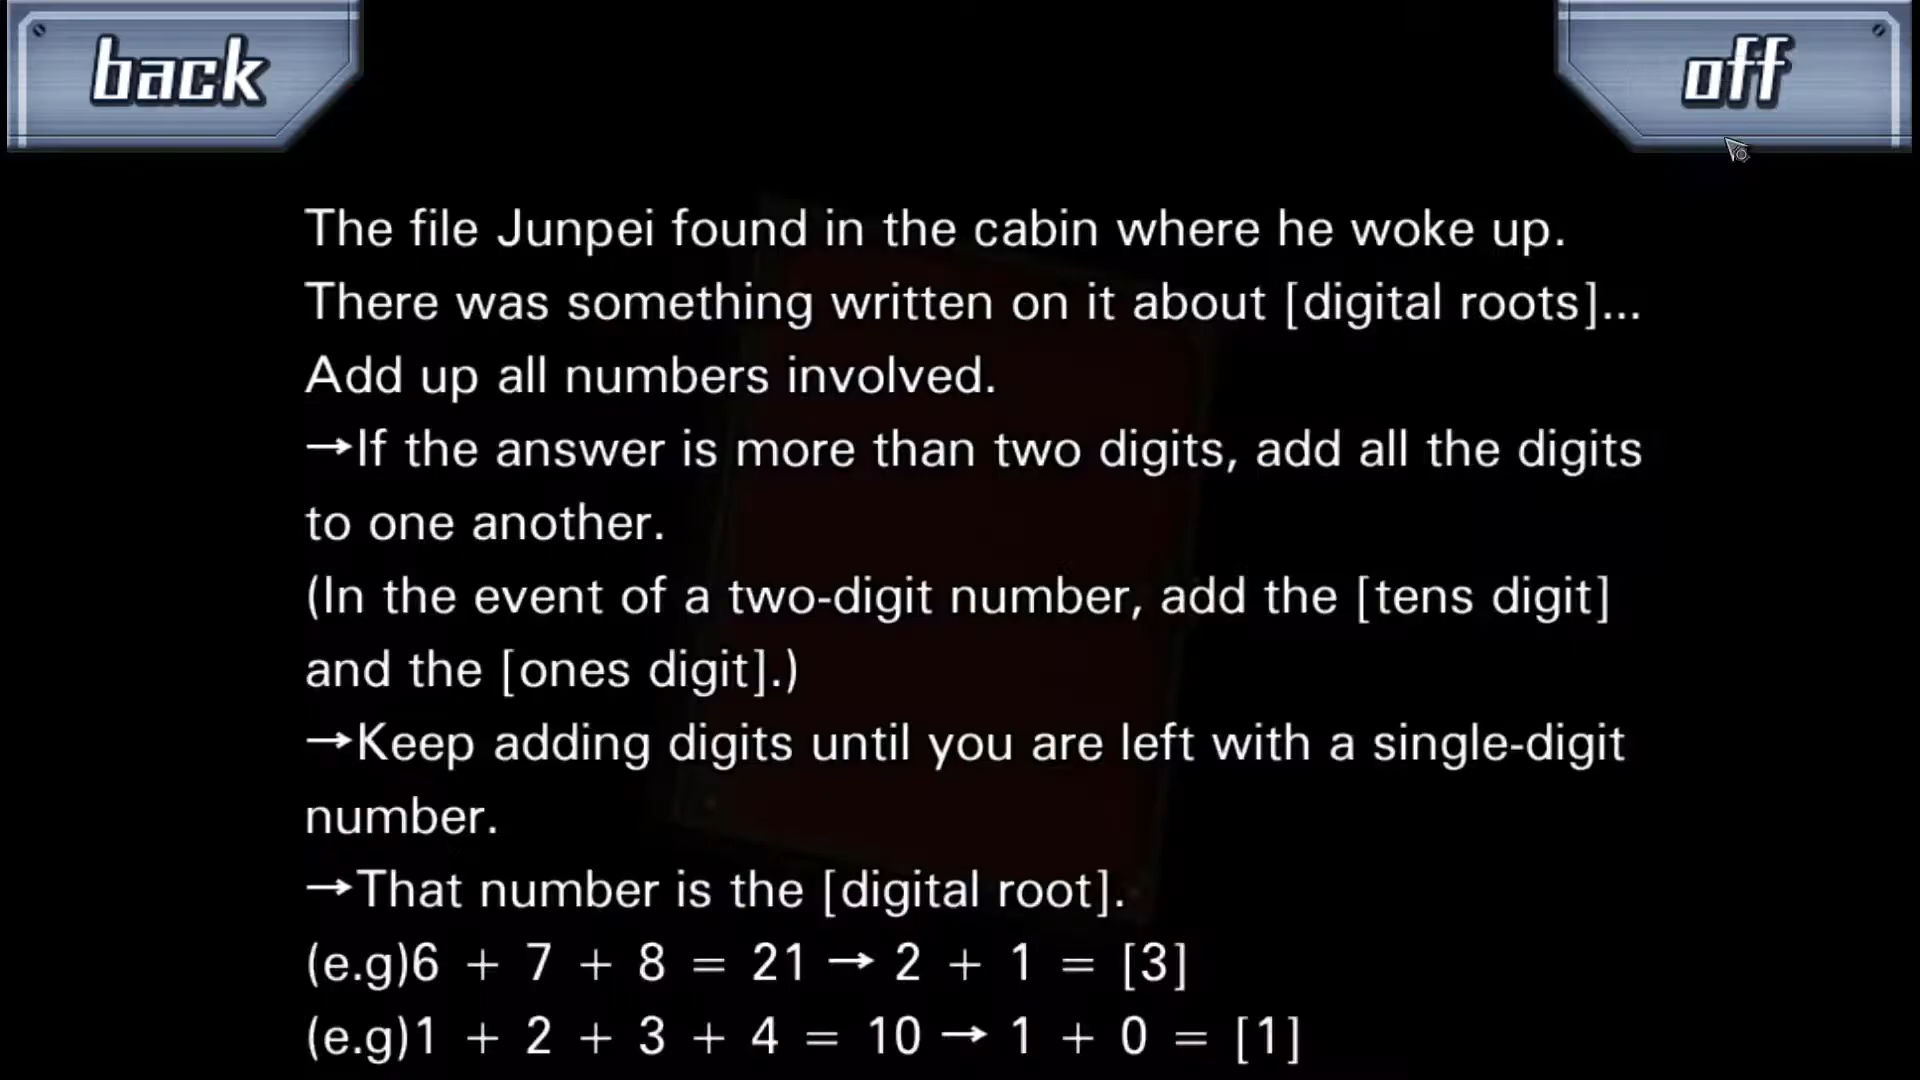 back
off
The file Junpei found in the cabin where he woke up.
There was something written on it about [digital roots]...
Add up all numbers involved.
→If the answer is more than two digits, add all the digits
to one another.
(In the event of a two-digit number, add the [tens digit]
and the [ones digit].)
→Keep adding digits until you are left with a single-digit
number.
→That number is the [digital root].
(e.g)6 + 7 + 8 = 21 → 2 + 1 = [3]
(e.g)1 + 2 + 3 + 4 = 10 → 1 + 0 = [1]